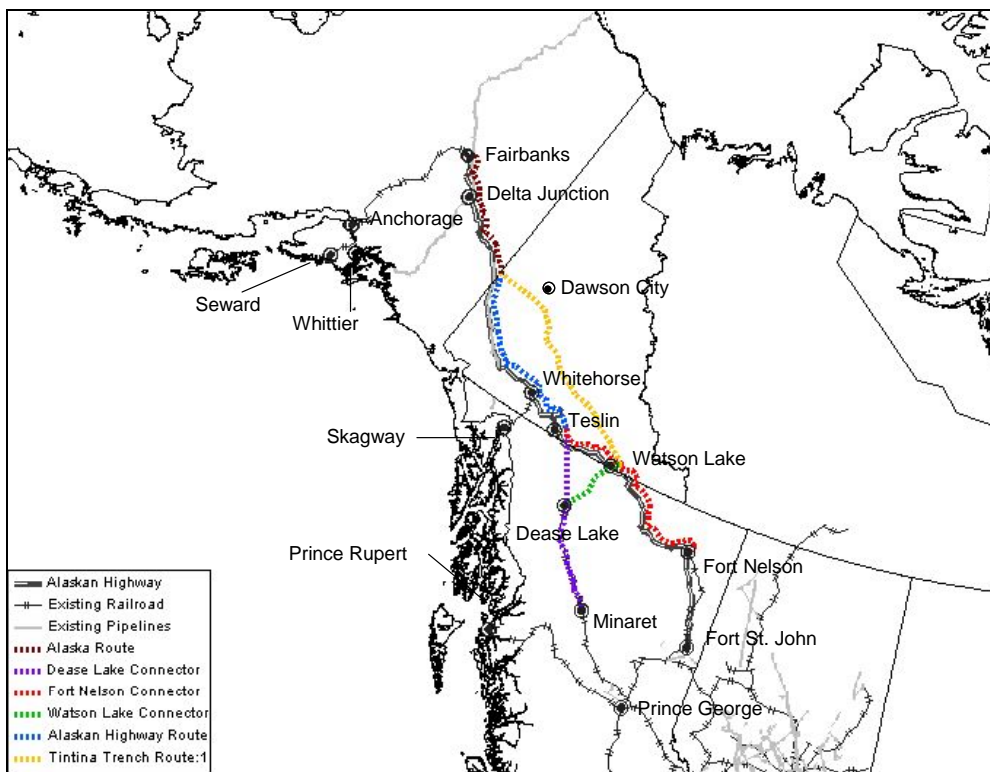 Fairbanks
Delta Junction
Anchorage
Dawson City
Seward
Whittier
Whitehorse
Teslin
Skagway
Watson Lake
Dease Lake
Prince Rupert
Fort Nelson
Minaret
Fort St. John
Prince George
Alaskan Highway
Existing Railroad
Existing Pipelines
Alaska Route
Dease Lake Connector
Fort Nelson Connector
Watson Lake Connector
Alaskan Highway Route
Tintina Trench Route:1